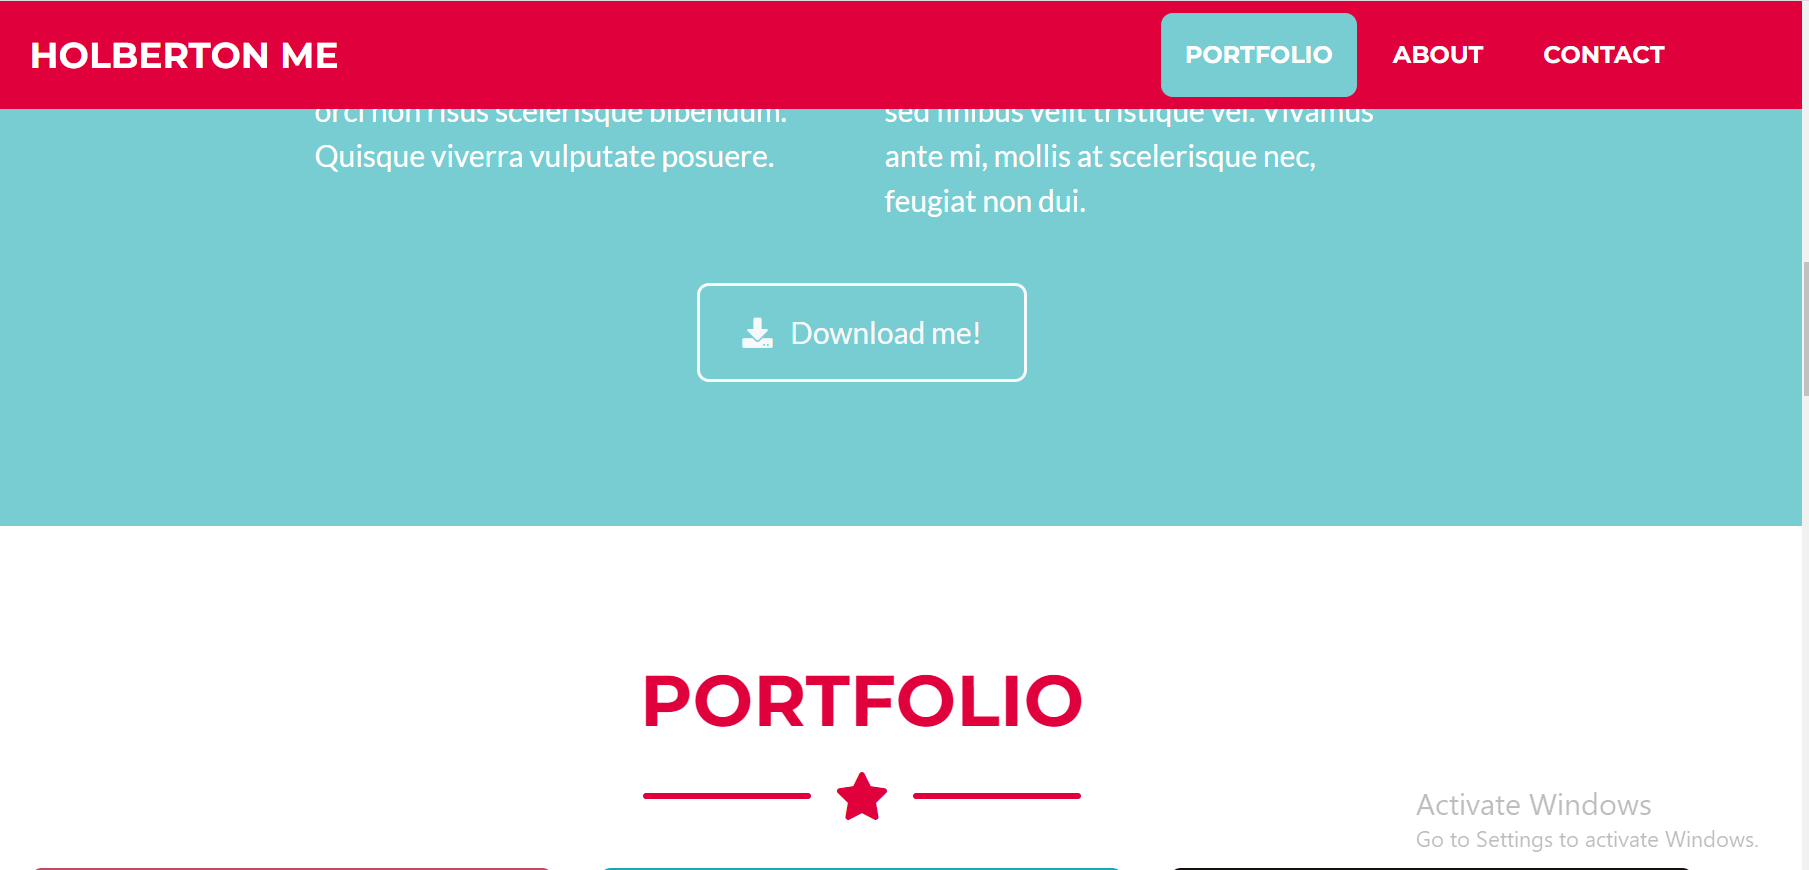 HOLBERTON ME
PORTFOLIO
ABOUT
CONTACT
orci non risus scelerisque bibendum.
Quisque viverra vulputate posuere.
sed finibus velit tristique vel. Vivamus
ante mi, mollis at scelerisque nec,
feugiat non dui.
Download me!
PORTFOLIO
Activate Windows
Go to Settings to activate Windows.